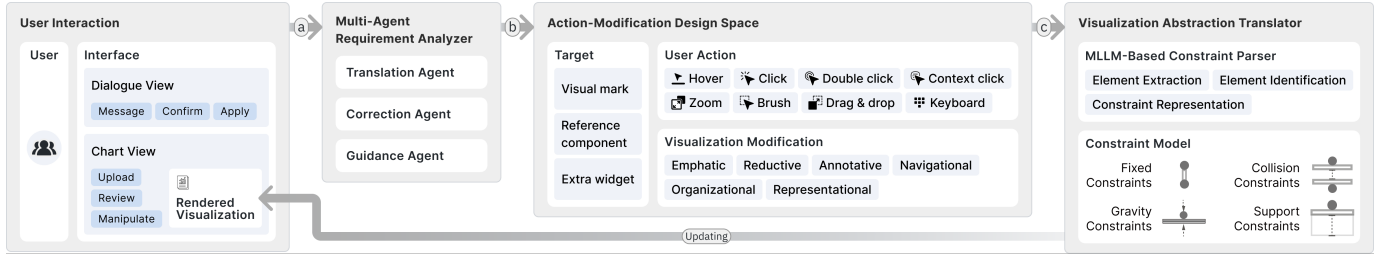 User Interaction
User
Interface
Dialogue View
Message Confirm Apply
Chart View
Upload
Review
Manipulate
Rendered
Visualization
a
Multi-Agent
Requirement Analyzer
Translation Agent
Correction Agent
Guidance Agent
b
Action-Modification Design Space
Target
Visual mark
Reference
component
Extra widget
User Action
Hover Click Double click Context click
Zoom Brush Drag & drop Keyboard
Visualization Modification
Emphatic Reductive Annotative Navigational
Organizational Representational
c
Visualization Abstraction Translator
MLLM-Based Constraint Parser
Element Extraction Element Identification
Constraint Representation
Constraint Model
Fixed
Constraints
Collision
Constraints
Gravity
Constraints
Support
Constraints
Updating